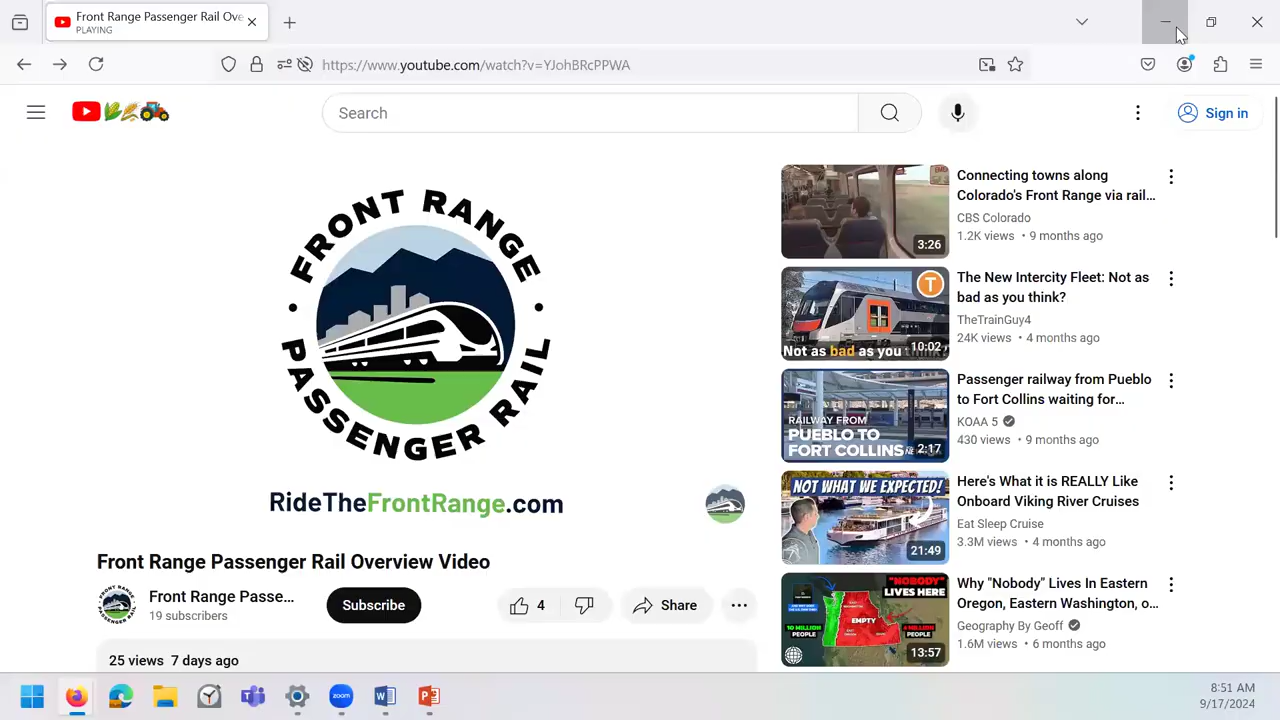 Front Range Passenger Rail Ove
PLAYING
https://www.youtube.com/watch?v=YJohBRcPPWA
Search
Sign in
FRONT RANGE
PASSENGER RAIL
RideTheFrontRange.com
Front Range Passenger Rail Overview Video
Front Range Passe...
19 subscribers
Subscribe
4
Share
25 views 7 days ago
3:26
Connecting towns along
Colorado's Front Range via rail...
CBS Colorado
1.2K views • 9 months ago
T
Not as bad as you
10:02
The New Intercity Fleet: Not as
bad as you think?
TheTrainGuy4
24K views • 4 months ago
RAILWAY FROM
PUEBLO TO
FORT COLLINS
2:17
Passenger railway from Pueblo
to Fort Collins waiting for...
KOAA 5
430 views • 9 months ago
NOT WHAT WE EXPECTED!
21:49
Here's What it is REALLY Like
Onboard Viking River Cruises
Eat Sleep Cruise
3.3M views • 4 months ago
"NOBODY"
LIVES HERE
10 MILLION
PEOPLE
EMPTY
PEOPLE
13:57
Why "Nobody" Lives In Eastern
Oregon, Eastern Washington, o...
Geography By Geoff
1.6M views • 6 months ago
zoom
8:51 AM
9/17/2024